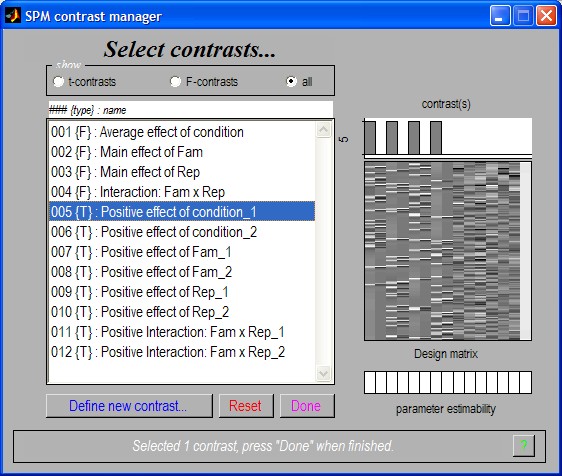 SPM contrast manager
Select contrasts...
show
t-contrasts
F-contrasts
all
### {type} : name
001 {F} : Average effect of condition
002 {F} : Main effect of Fam
003 {F} : Main effect of Rep
004 {F} : Interaction: Fam x Rep
005 {T} : Positive effect of condition_1
006 {T} : Positive effect of condition_2
007 {T} : Positive effect of Fam_1
008 {T} : Positive effect of Fam_2
009 {T} : Positive effect of Rep_1
010 {T} : Positive effect of Rep_2
011 {T} : Positive Interaction: Fam x Rep_1
012 {T} : Positive Interaction: Fam x Rep_2
contrast(s)
5
Design matrix
parameter estimability
Define new contrast...
Reset
Done
Selected 1 contrast, press "Done" when finished.
?